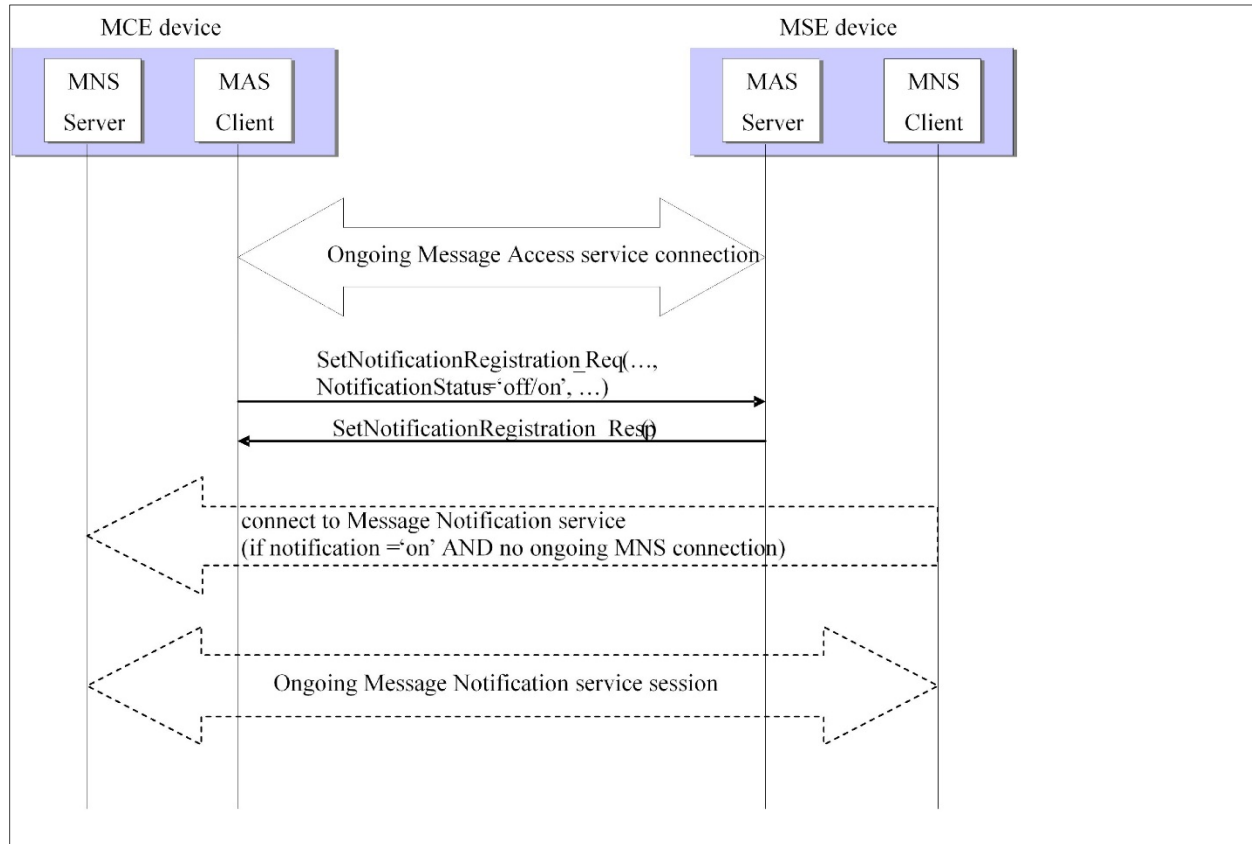 MCE device
MSE device
MNS
Server
MAS
Client
MAS
Server
MNS
Client
Ongoing Message Access service connection
SetNotificationRegistration_Req(…,
NotificationStatus=‘off/on’, …)
SetNotificationRegistration_Resp()
connect to Message Notification service
(if notification =‘on’ AND no ongoing MNS connection)
Ongoing Message Notification service session